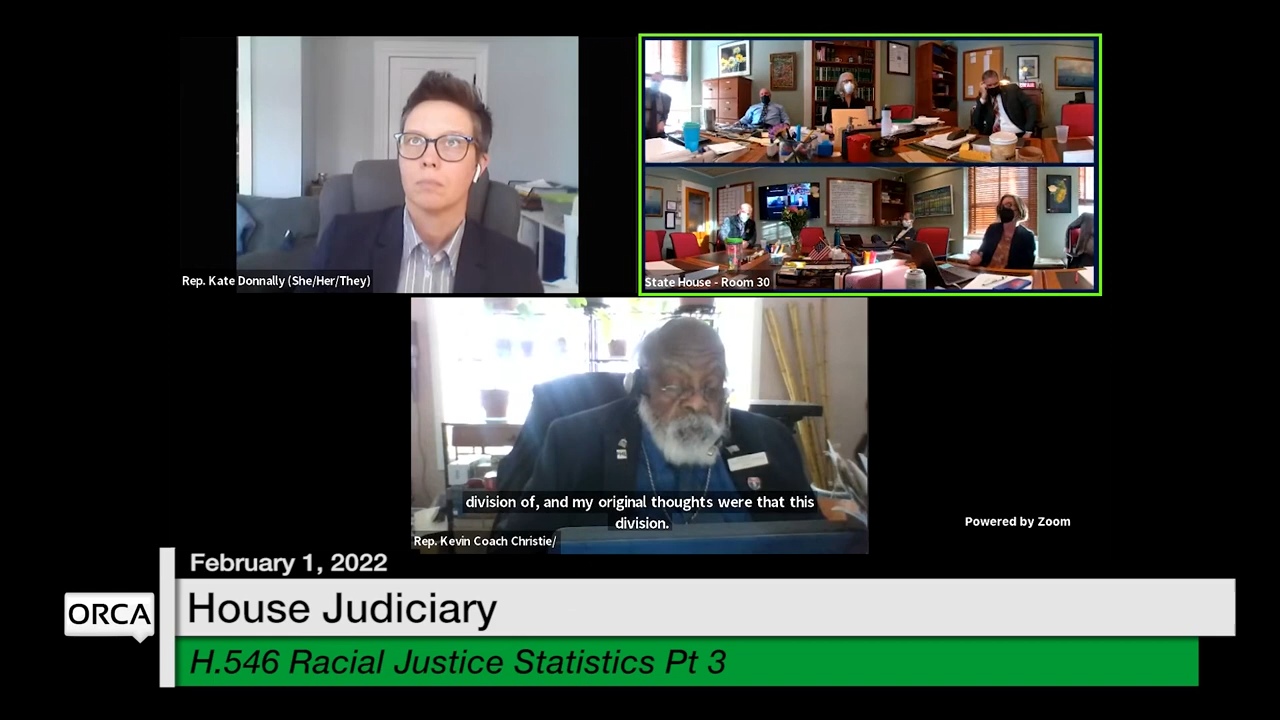 Rep. Kate Donnally (She/Her/They)
State House - Room 30
division of, and my original thoughts were that this
division.
Rep. Kevin Coach Christie/
Powered by Zoom
February 1, 2022
ORCA
House Judiciary
H.546 Racial Justice Statistics Pt 3